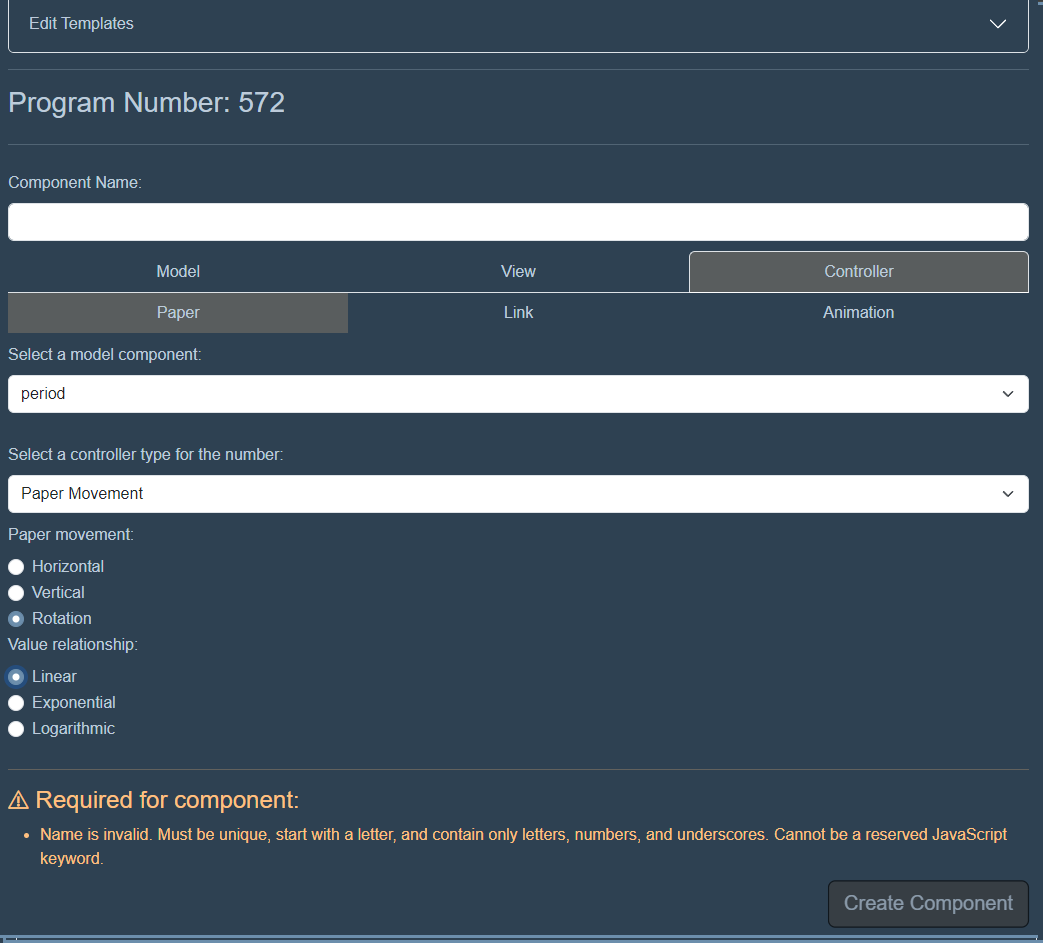 Edit Templates
Program Number: 572
Component Name:
Model View Controller
Paper Link Animation
Select a model component:
period
Select a controller type for the number:
Paper Movement
Paper movement:
Horizontal
Vertical
Rotation
Value relationship:
Linear
Exponential
Logarithmic
Required for component:
Name is invalid. Must be unique, start with a letter, and contain only letters, numbers, and underscores. Cannot be a reserved JavaScript
keyword.
Create Component